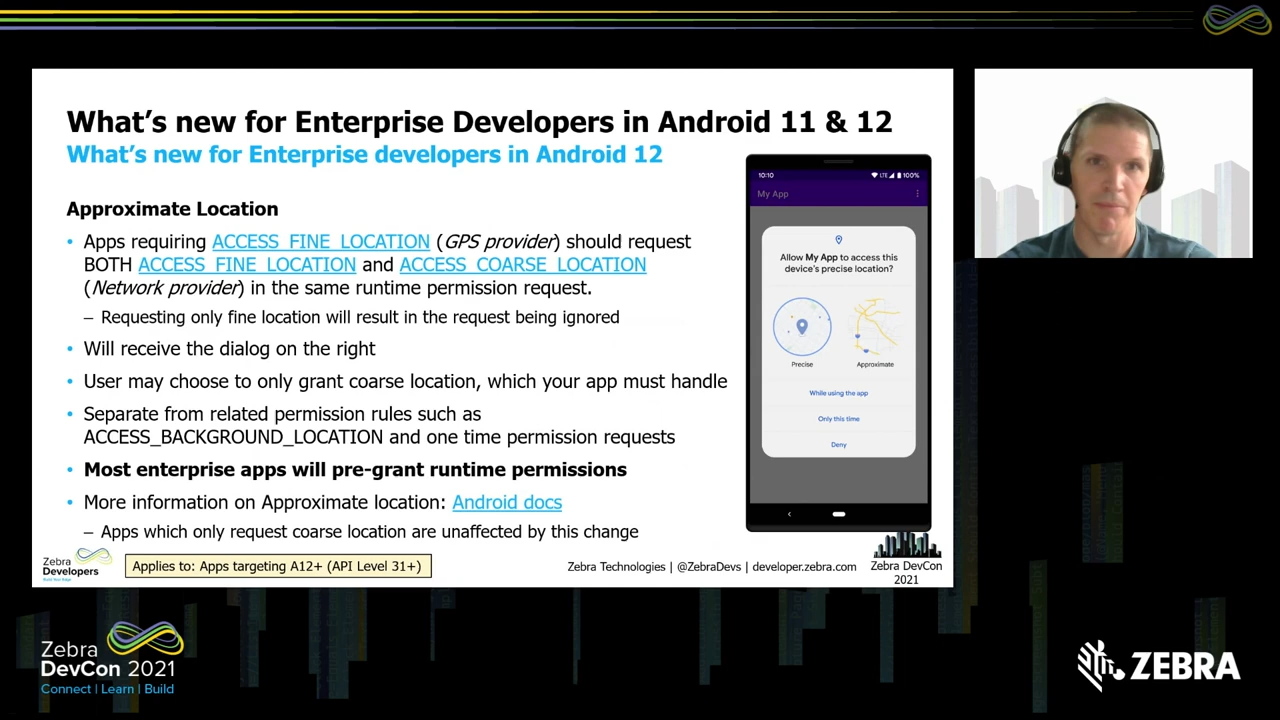 What's new for Enterprise Developers in Android 11 & 12
What's new for Enterprise developers in Android 12
Approximate Location
• Apps requiring ACCESS_FINE_LOCATION (GPS provider) should request
BOTH ACCESS_FINE_LOCATION and ACCESS_COARSE_LOCATION
(Network provider) in the same runtime permission request.
– Requesting only fine location will result in the request being ignored
• Will receive the dialog on the right
• User may choose to only grant coarse location, which your app must handle
• Separate from related permission rules such as
ACCESS_BACKGROUND_LOCATION and one time permission requests
• Most enterprise apps will pre-grant runtime permissions
• More information on Approximate location: Android docs
– Apps which only request coarse location are unaffected by this change
10:10
LTE 100%
My App
Allow My App to access this
device's precise location?
Precise
Approximate
While using the app
Only this time
Deny
Zebra
Developers
Applies to: Apps targeting A12+ (API Level 31+)
Zebra Technologies | @ZebraDevs | developer.zebra.com
Zebra DevCon
2021
Zebra
DevCon 2021
Connect | Learn | Build
ZEBRA